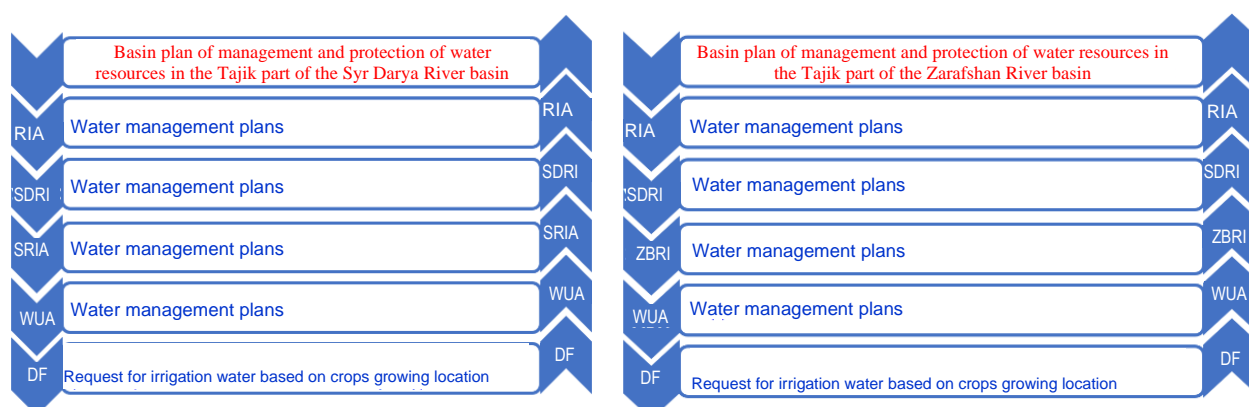 Basin plan of management and protection of water
resources in the Tajik part of the Syr Darya River basin
RIA
Water management plans
RIA
SDRI
Water management plans
SDRI
SRIA
Water management plans
SRIA
WUA
Water management plans
WUA
DF
Request for irrigation water based on crops growing location
DF
Basin plan of management and protection of water resources in
the Tajik part of the Zarafshan River basin
RIA
Water management plans
RIA
SDRI
Water management plans
SDRI
ZBRI
Water management plans
ZBRI
WUA
Water management plans
WUA
DF
Request for irrigation water based on crops growing location
DF